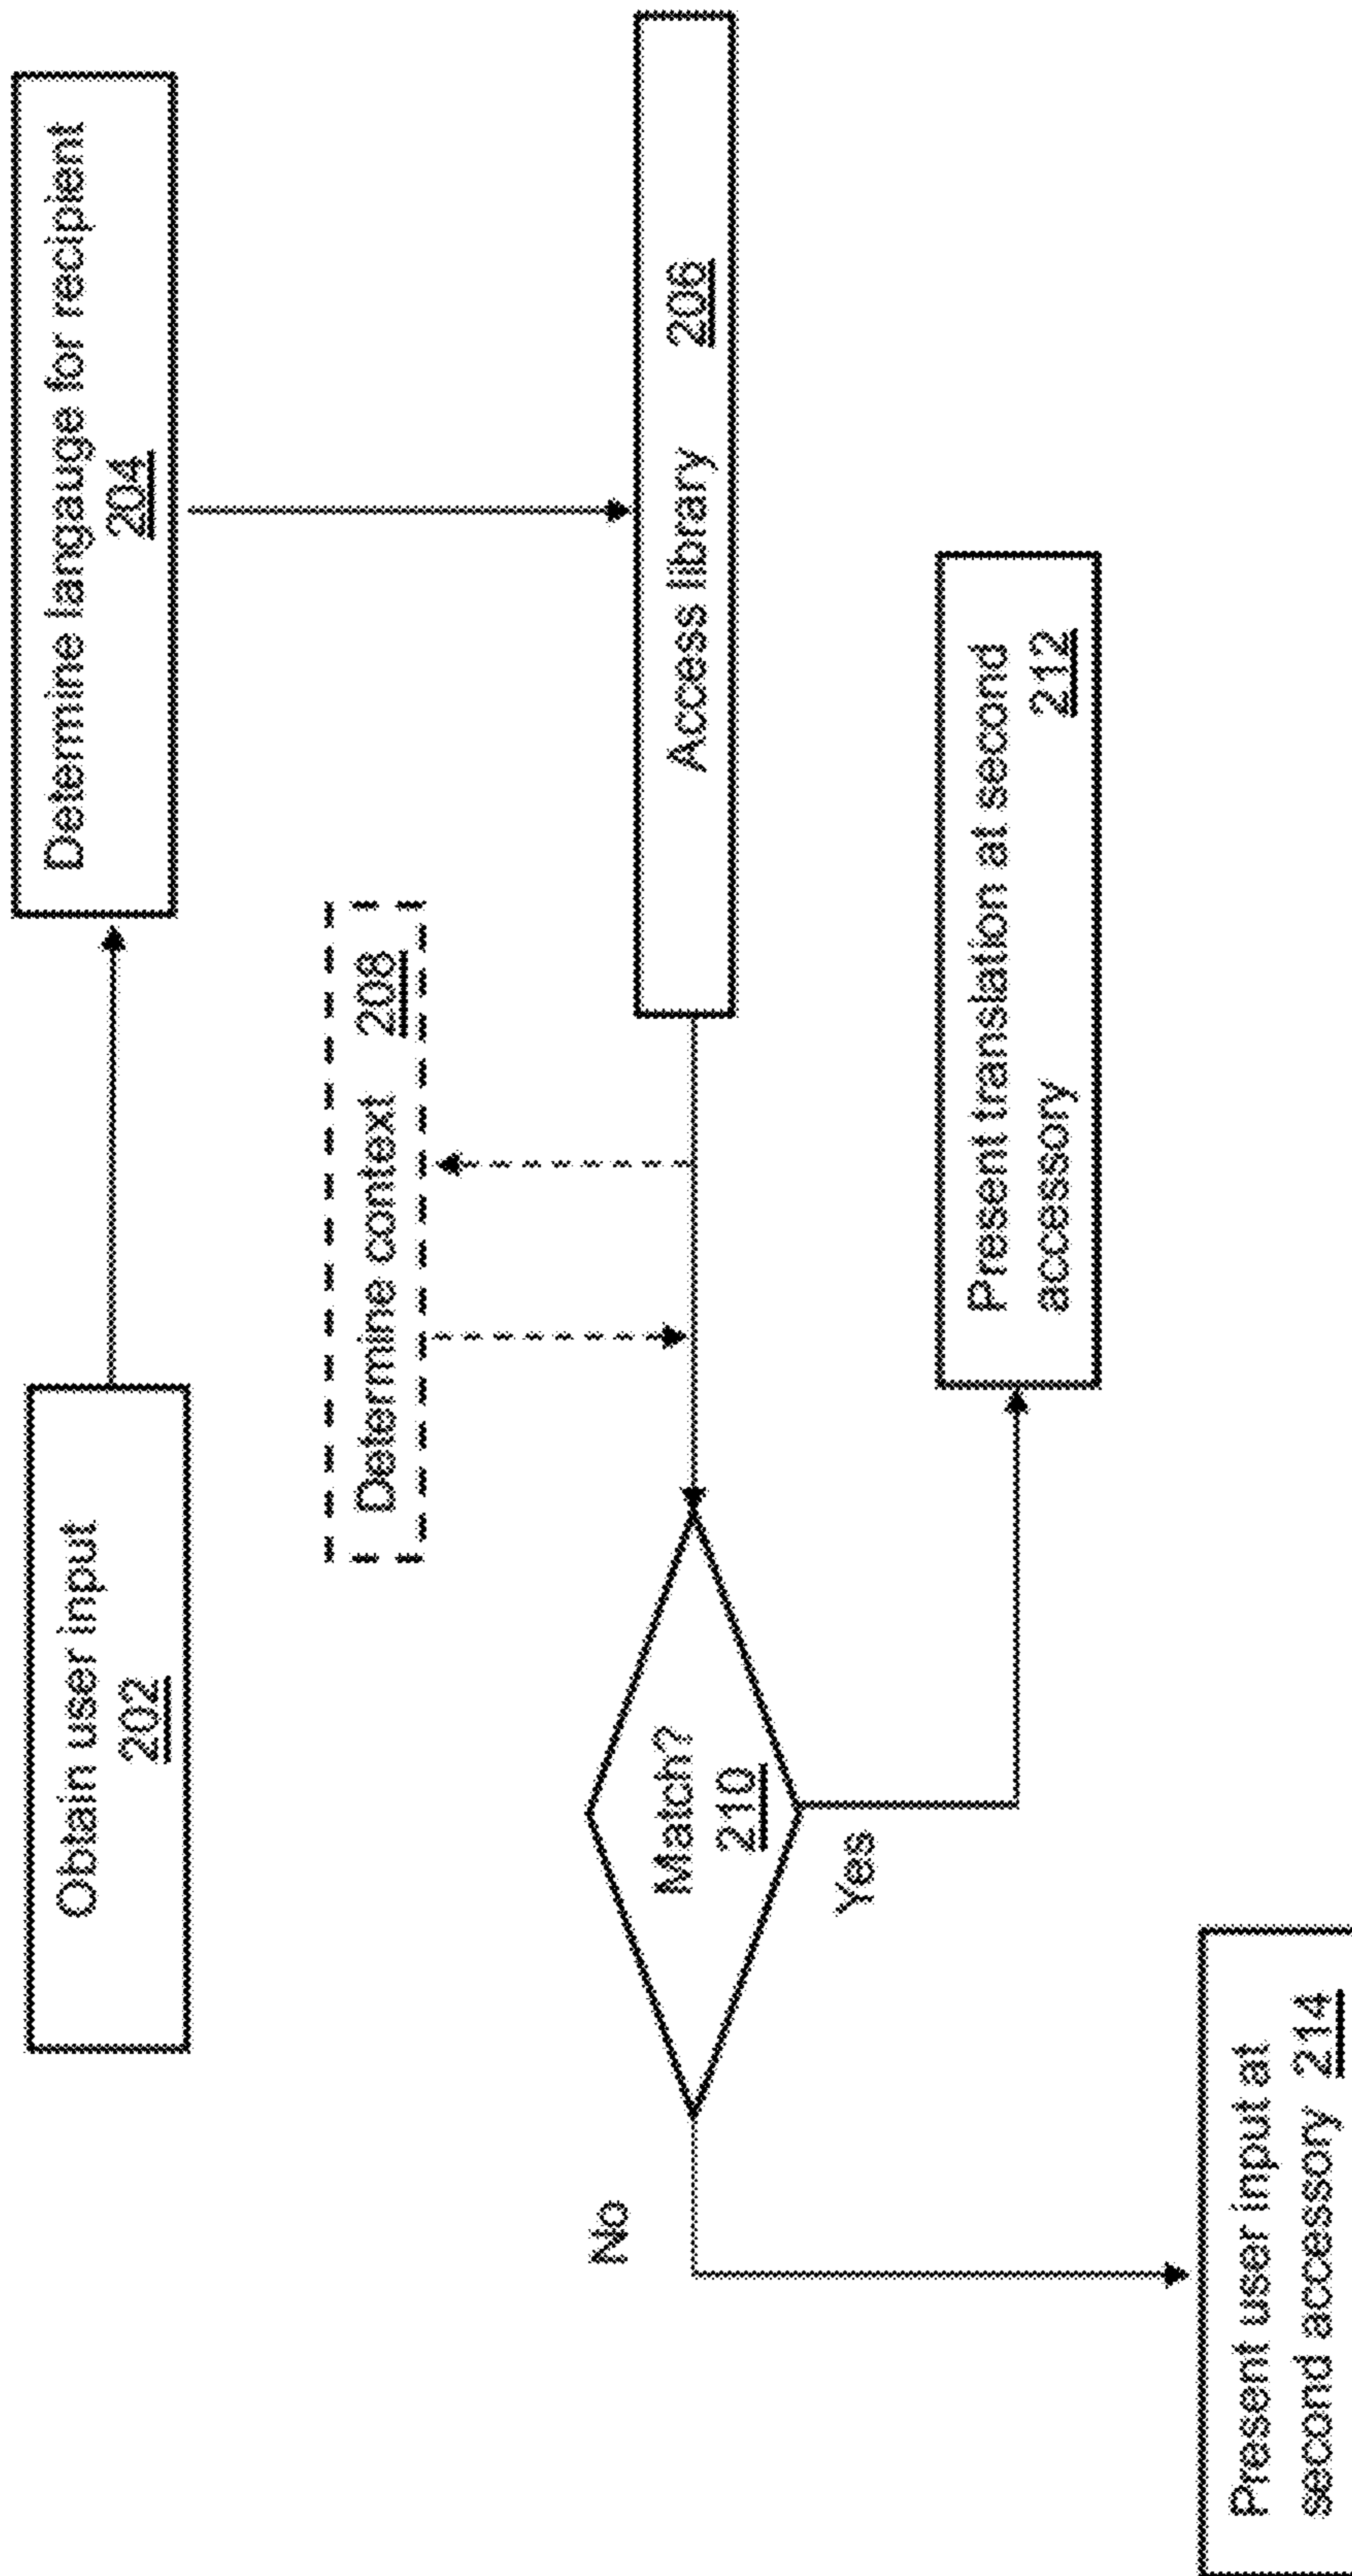 Obtain user input
202
Determine langauge for recipient
204
Determine context 208
Access library 206
Match?
210
No
Yes
Present translation at second
accessory 212
Present user input at
second accessory 214